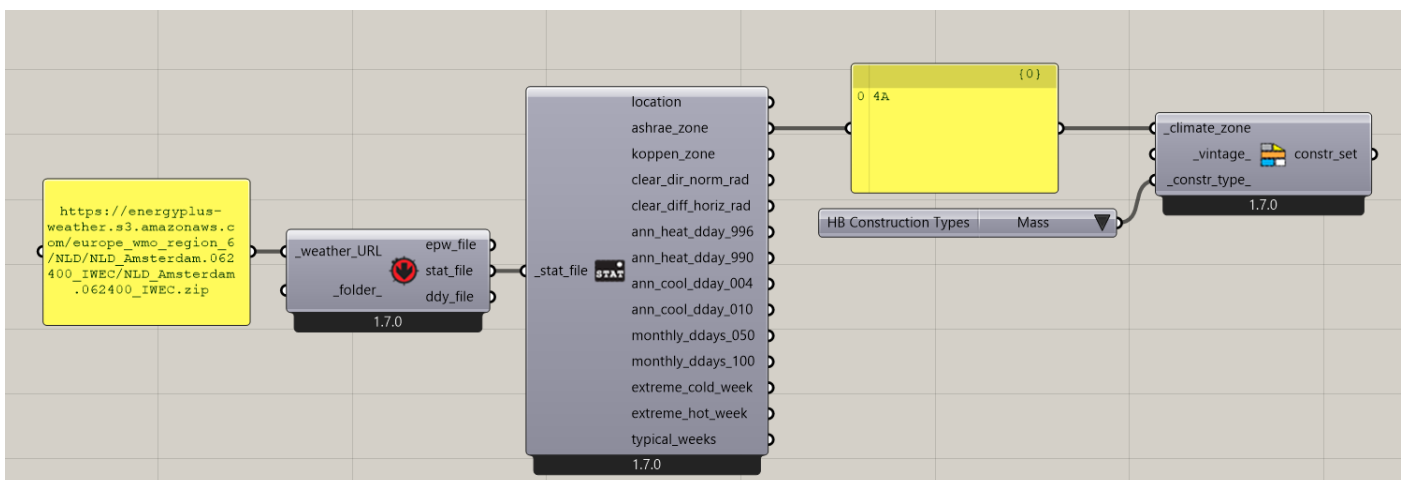 https://energyplus-
weather.s3.amazonaws.c
om/europe_wmo_region_6
/NLD/NLD_Amsterdam.062
400_IWEC/NLD_Amsterdam
.062400_IWEC.zip
_weather_URL
_folder_
epw_file
stat_file
ddy_file
1.7.0
_stat_file
STAT
location
ashrae_zone
koppen_zone
clear_dir_norm_rad
clear_diff_horiz_rad
ann_heat_dday_996
ann_heat_dday_990
ann_cool_dday_004
ann_cool_dday_010
monthly_ddays_050
monthly_ddays_100
extreme_cold_week
extreme_hot_week
typical_weeks
1.7.0
{0}
0 4A
HB Construction Types Mass
_climate_zone
_vintage_
_constr_type_
constr_set
1.7.0